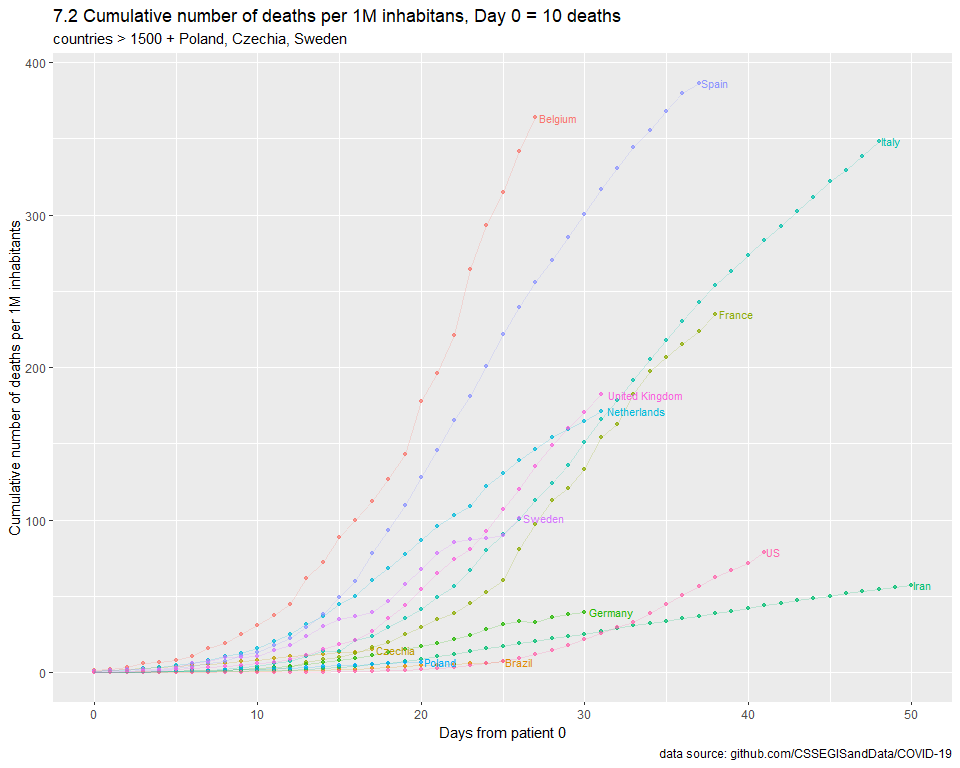 7.2 Cumulative number of deaths per 1M inhabitans, Day 0 = 10 deaths
countries > 1500 + Poland, Czechia, Sweden
Cumulative number of deaths per 1M inhabitants
400
300
200
100
0
Spain
Belgium
Italy
France
United Kingdom
Netherlands
Sweden
US
Iran
Germany
Czechia
Poland
Brazil
0 10 20 30 40 50
Days from patient 0
data source: github.com/CSSEGISandData/COVID-19